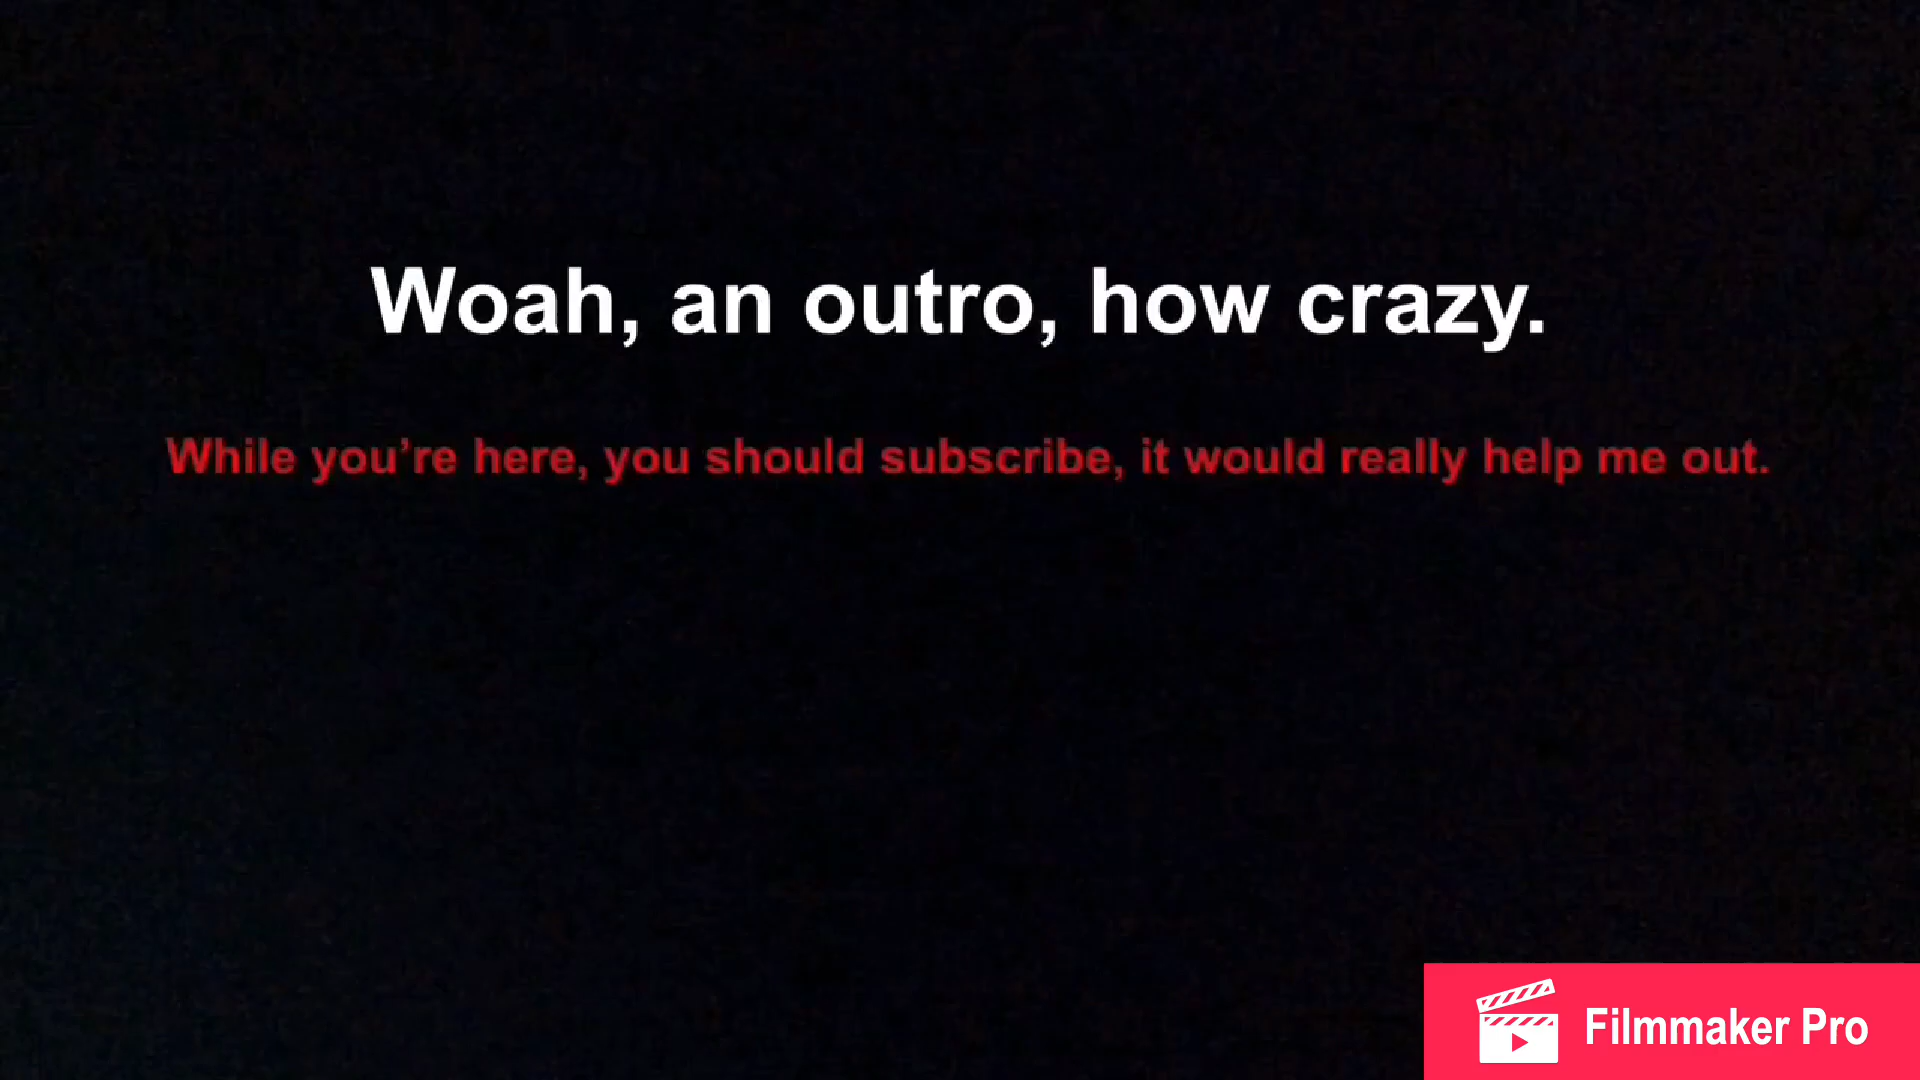 Woah, an outro, how crazy.
While you’re here, you should subscribe, it would really help me out.
Filmmaker Pro